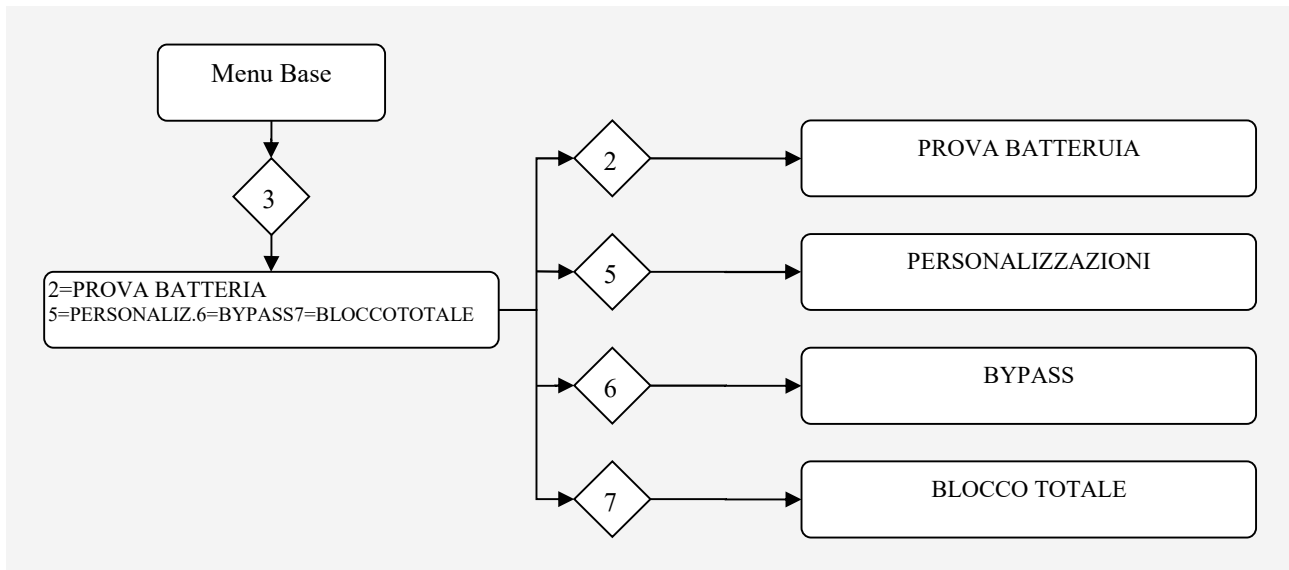 Menu Base
3
2=PROVA BATTERIA
5=PERSONALIZ.6=BYPASS7=BLOCCOTOTALE
2
PROVA BATTERUIA
5
PERSONALIZZAZIONI
6
BYPASS
7
BLOCCO TOTALE